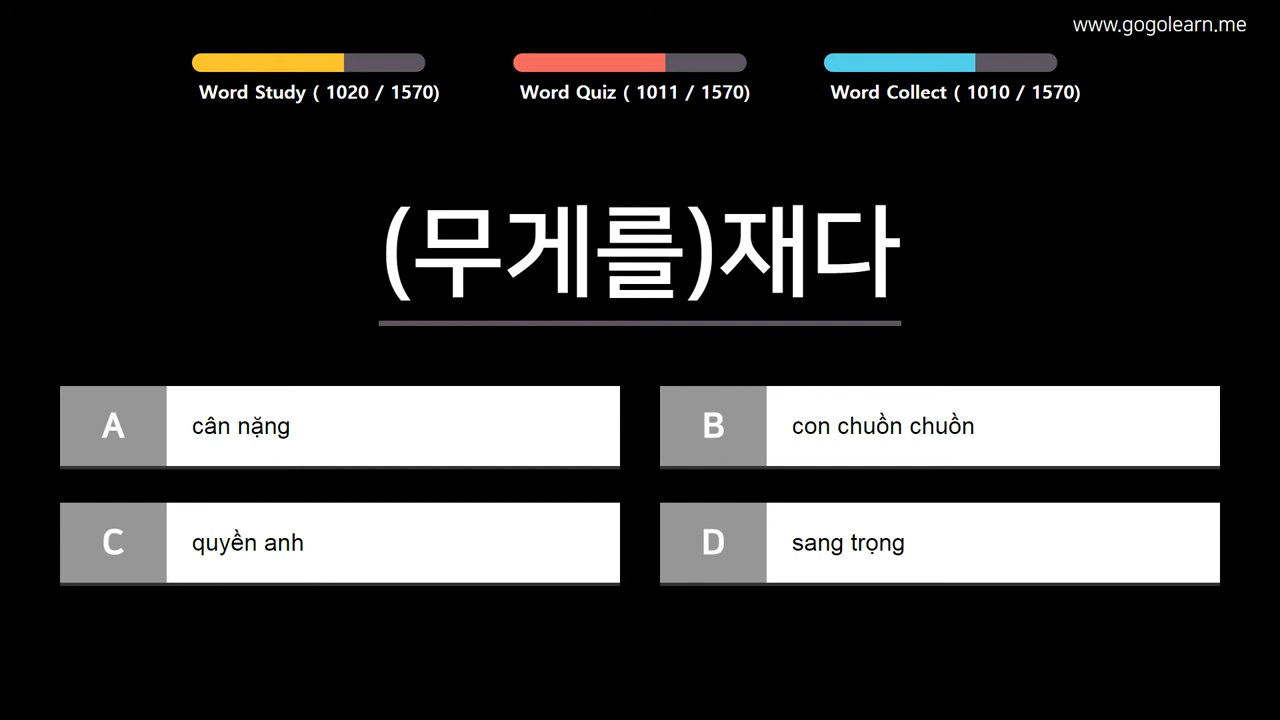 www.gogolearn.me
Word Study ( 1020 / 1570)
Word Quiz ( 1011 / 1570)
Word Collect ( 1010 / 1570)
(무게를)재다
A cân nặng
B con chuồn chuồn
C quyền anh
D sang trọng